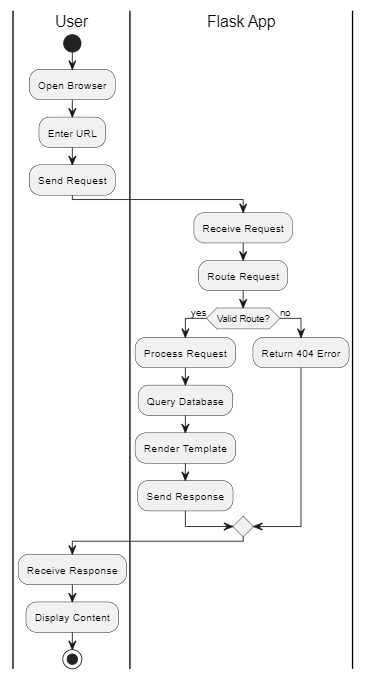 User
Flask App
Open Browser
Enter URL
Send Request
Receive Request
Route Request
yes
Valid Route?
no
Process Request
Return 404 Error
Query Database
Render Template
Send Response
Receive Response
Display Content